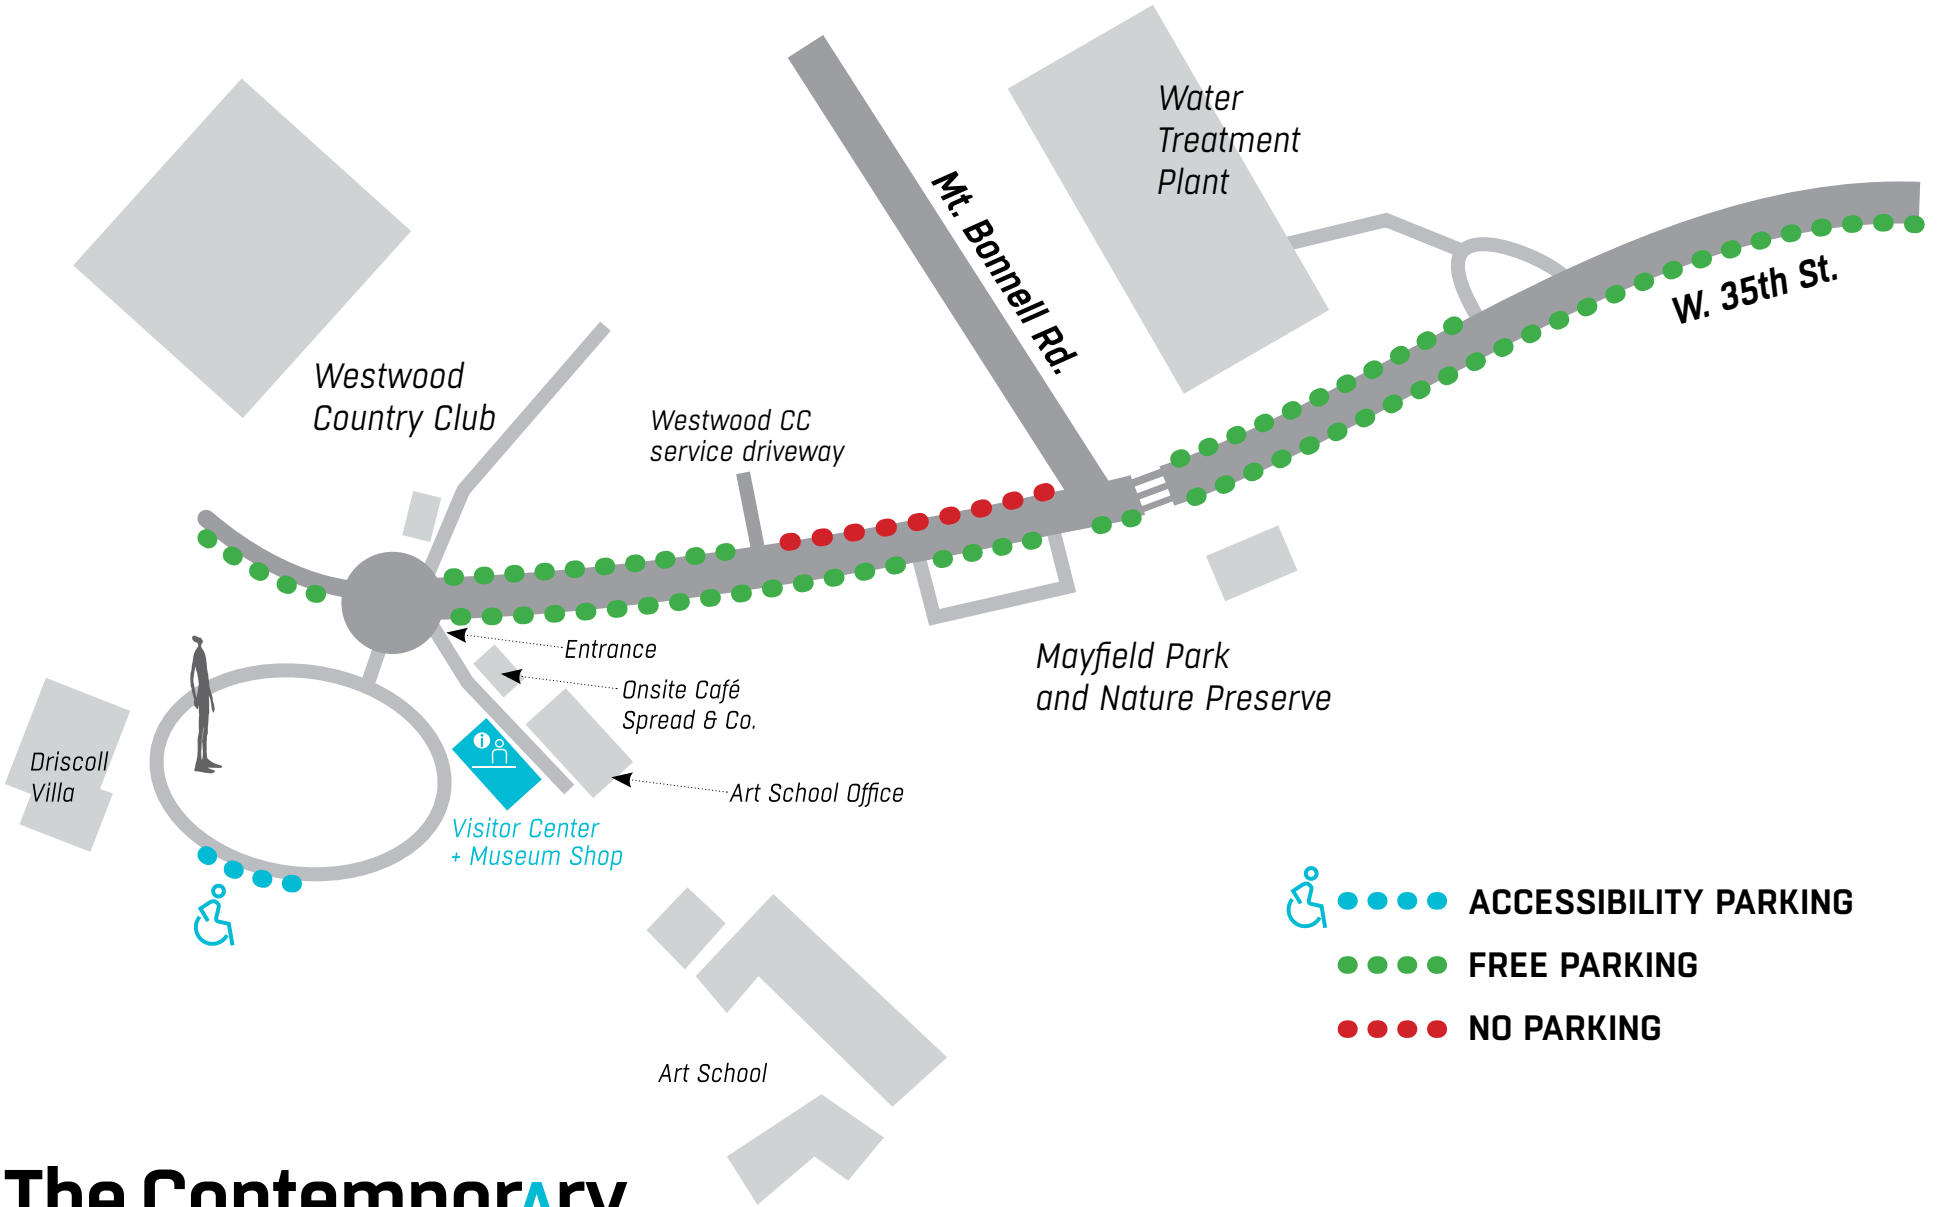 Water
Treatment
Plant
Mt. Bonnell Rd.
W. 35th St.
Westwood
Country Club
Westwood CC
service driveway
Entrance
Onsite Café
Spread & Co.
Mayfield Park
and Nature Preserve
Driscoll
Villa
i
Art School Office
Visitor Center
+ Museum Shop
ACCESSIBILITY PARKING
FREE PARKING
NO PARKING
Art School
The Contemporary